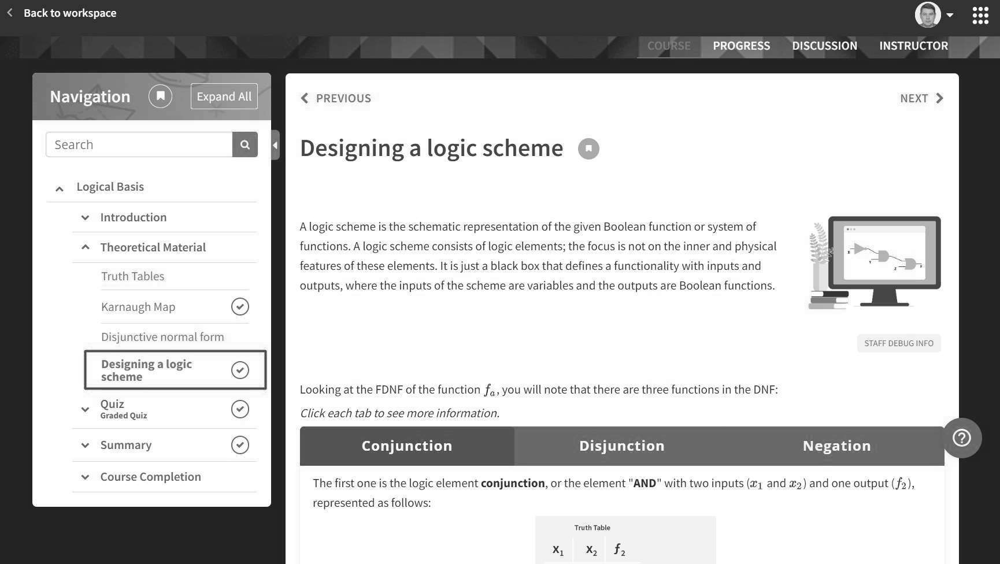 Back to workspace
COURSE PROGRESS DISCUSSION INSTRUCTOR
Navigation
Expand All
Search
Logical Basis
Introduction
Theoretical Material
Truth Tables
Karnaugh Map
Disjunctive normal form
Designing a logic
scheme
Quiz
Graded Quiz
Summary
Course Completion
PREVIOUS
NEXT
Designing a logic scheme
A logic scheme is the schematic representation of the given Boolean function or system of
functions. A logic scheme consists of logic elements; the focus is not on the inner and physical
features of these elements. It is just a black box that defines a functionality with inputs and
outputs, where the inputs of the scheme are variables and the outputs are Boolean functions.
X
Y
Z
F
STAFF DEBUG INFO
Looking at the FDNF of the function fₐ, you will note that there are three functions in the DNF:
Click each tab to see more information.
Conjunction Disjunction Negation
The first one is the logic element conjunction, or the element "AND" with two inputs (x₁ and x₂) and one output (f₂),
represented as follows:
Truth Table
X₁ X₂ f₂
?